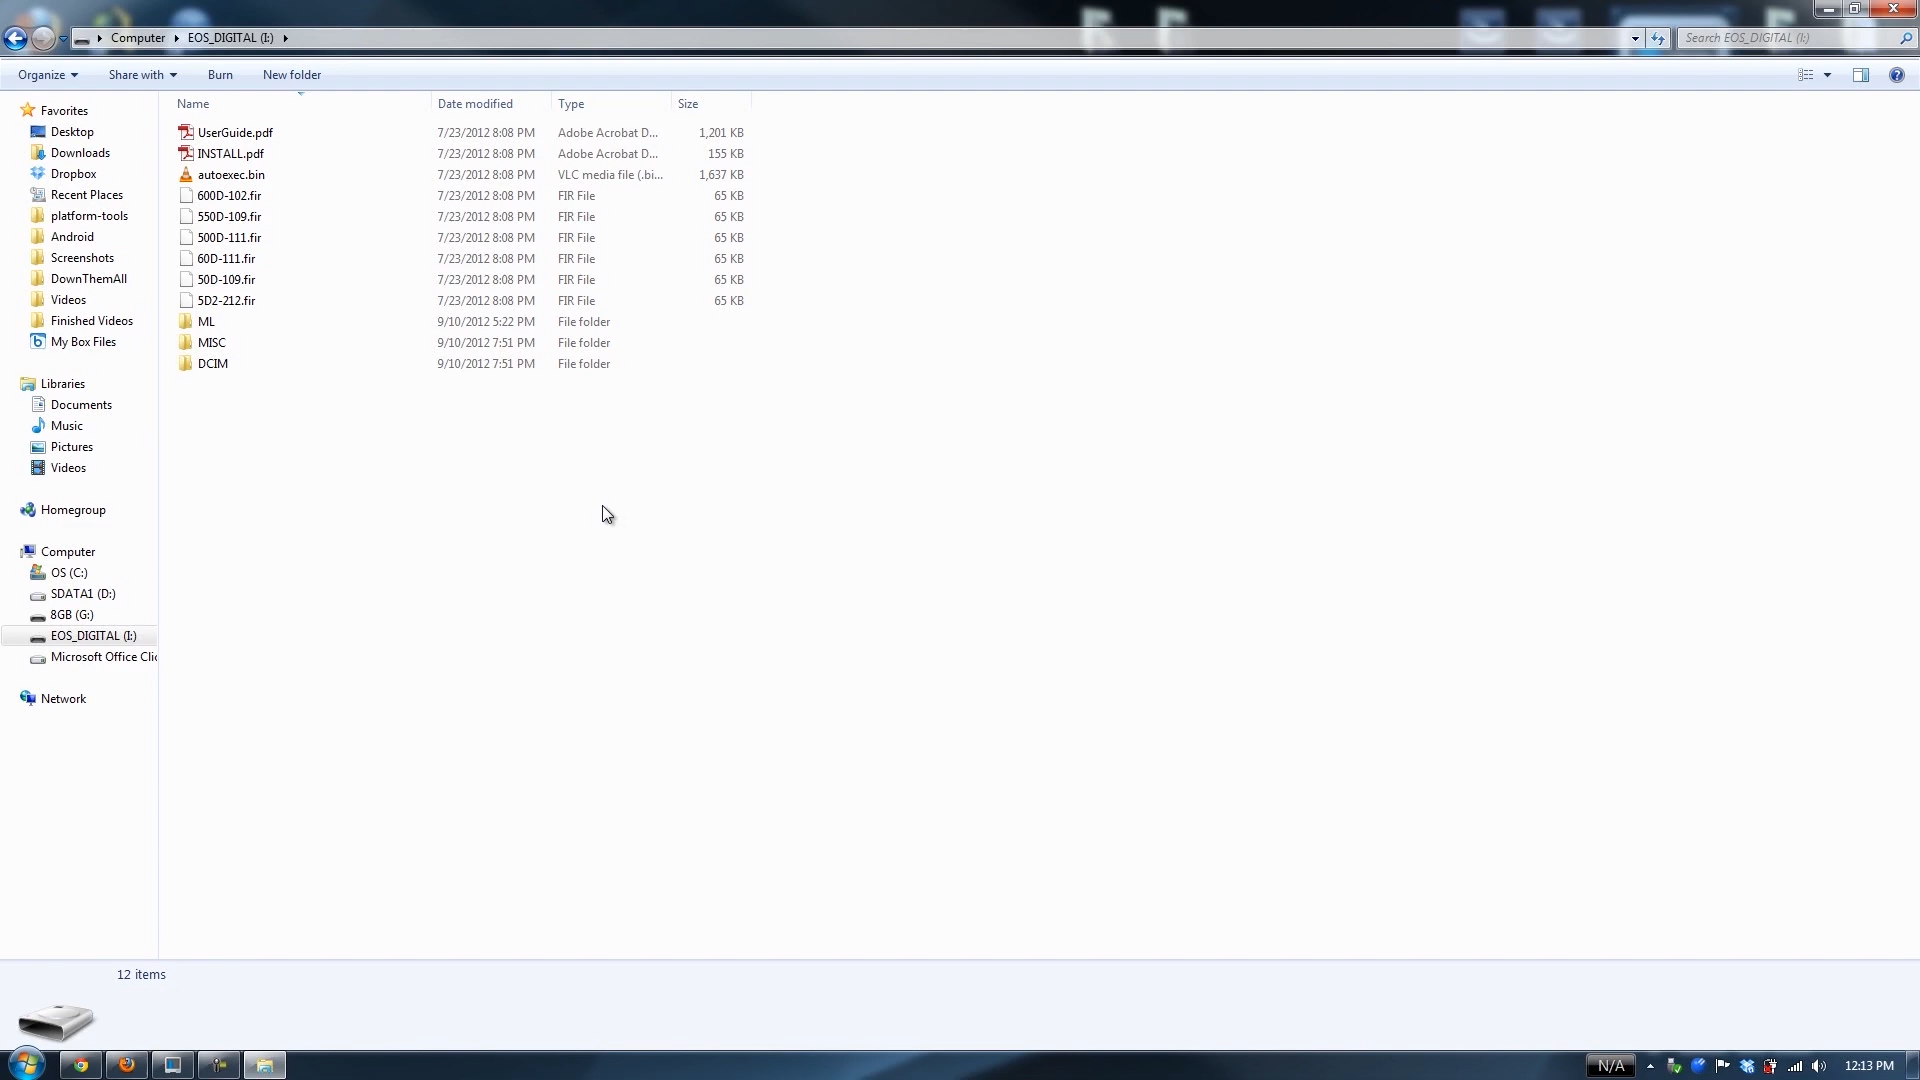 Computer EOS_DIGITAL (I:)
Search EOS_DIGITAL (I:)
Organize Share with Burn New folder
Name Date modified Type Size
UserGuide.pdf 7/23/2012 8:08 PM Adobe Acrobat D... 1,201 KB
INSTALL.pdf 7/23/2012 8:08 PM Adobe Acrobat D... 155 KB
autoexec.bin 7/23/2012 8:08 PM VLC media file (.bi... 1,637 KB
600D-102.fir 7/23/2012 8:08 PM FIR File 65 KB
550D-109.fir 7/23/2012 8:08 PM FIR File 65 KB
500D-111.fir 7/23/2012 8:08 PM FIR File 65 KB
60D-111.fir 7/23/2012 8:08 PM FIR File 65 KB
50D-109.fir 7/23/2012 8:08 PM FIR File 65 KB
5D2-212.fir 7/23/2012 8:08 PM FIR File 65 KB
ML 9/10/2012 5:22 PM File folder
MISC 9/10/2012 7:51 PM File folder
DCIM 9/10/2012 7:51 PM File folder
Favorites
Desktop
Downloads
Dropbox
Recent Places
platform-tools
Android
Screenshots
DownThemAll
Videos
Finished Videos
My Box Files
Libraries
Documents
Music
Pictures
Videos
Homegroup
Computer
OS (C:)
SDATA1 (D:)
8GB (G:)
EOS_DIGITAL (I:)
Microsoft Office Clic
Network
12 items
N/A 12:13 PM